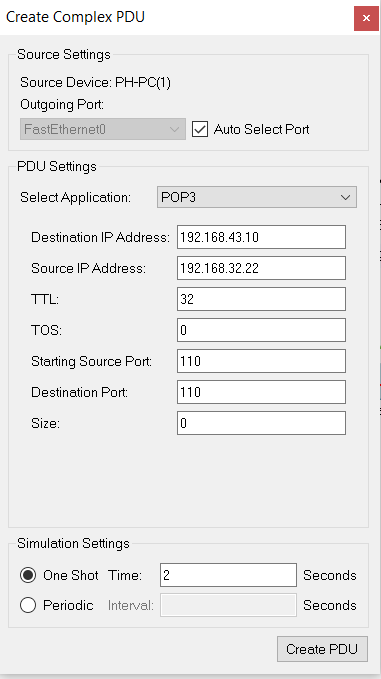 Create Complex PDU
Source Settings
Source Device: PH-PC(1)
Outgoing Port:
FastEthernet0
Auto Select Port
PDU Settings
Select Application: POP3
Destination IP Address: 192.168.43.10
Source IP Address: 192.168.32.22
TTL: 32
TOS: 0
Starting Source Port: 110
Destination Port: 110
Size: 0
Simulation Settings
One Shot Time: 2 Seconds
Periodic Interval: Seconds
Create PDU